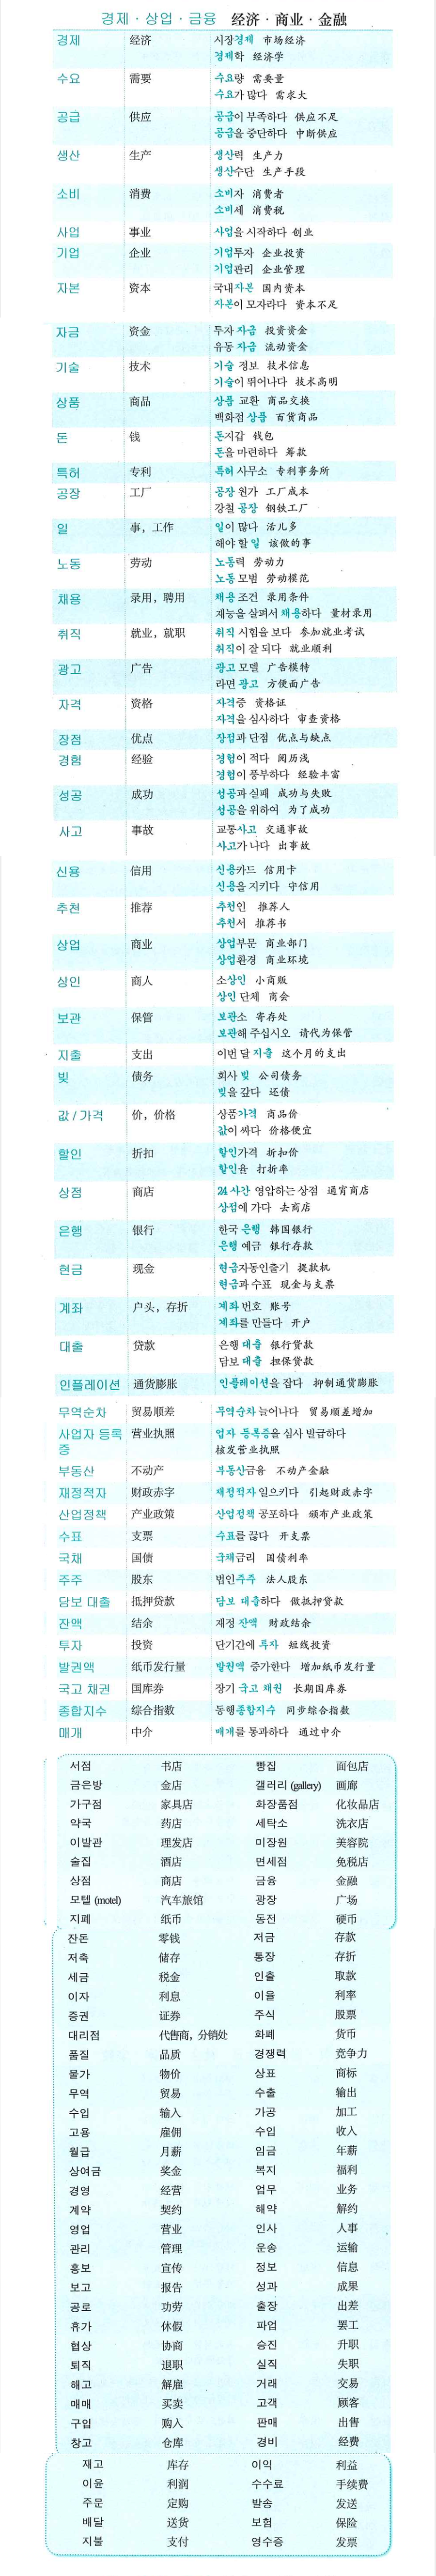 경제 · 상업 · 금융 经济 · 商业 · 金融
경제 经济 시장경제 市场经济
경제학 经济学
수요 需要 수요량 需要量
수요가 많다 需求大
공급 供应 공급이 부족하다 供应不足
공급을 중단하다 中断供应
생산 生产 생산력 生产力
생산수단 生产手段
소비 消费 소비자 消费者
소비세 消费税
사업 事业 사업을 시작하다 创业
기업 企业 기업투자 企业投资
기업관리 企业管理
자본 资本 국내자본 国内资本
자본이 모자라다 资本不足
자금 资金 투자 자금 投资资金
유동 자금 流动资金
기술 技术 기술 정보 技术信息
기술이 뛰어나다 技术高明
상품 商品 상품 교환 商品交换
백화점 상품 百货商品
돈 钱 돈지갑 钱包
돈을 마련하다 筹款
특허 专利 특허 사무소 专利事务所
공장 工厂 공장 원가 工厂成本
강철 공장 钢铁工厂
일 事，工作 일이 많다 活儿多
해야 할 일 该做的事
노동 劳动 노동력 劳动力
노동 모범 劳动模范
채용 录用，聘用 채용 조건 录用条件
재능을 살펴서 채용하다 量材录用
취직 就业，就职 취직 시험을 보다 参加就业考试
취직이 잘 되다 就业顺利
광고 广告 광고 모델 广告模特
라면 광고 方便面广告
자격 资格 자격증 资格证
자격을 심사하다 审查资格
장점 优点 장점과 단점 优点与缺点
경험 经验 경험이 적다 阅历浅
경험이 풍부하다 经验丰富
성공 成功 성공과 실패 成功与失败
성공을 위하여 为了成功
사고 事故 교통사고 交通事故
사고가 나다 出事故
신용 信用 신용카드 信用卡
신용을 지키다 守信用
추천 推荐 추천인 推荐人
추천서 推荐书
상업 商业 상업부문 商业部门
상업환경 商业环境
상인 商人 소상인 小商贩
상인 단체 商会
보관 保管 보관소 寄存处
보관해 주십시오 请代为保管
지출 支出 이번 달 지출 这个月的支出
빚 债务 회사 빚 公司债务
빚을 갚다 还债
값 / 가격 价，价格 상품가격 商品价
값이 싸다 价格便宜
할인 折扣 할인가격 折扣价
할인율 打折率
상점 商店 24 시간 영압하는 상점 通宵商店
상점에 가다 去商店
은행 银行 한국 은행 韩国银行
은행 예금 银行存款
현금 现金 현금자동인출기 提款机
현금과 수표 现金与支票
계좌 户头，存折 계좌 번호 账号
계좌를 만들다 开户
대출 贷款 은행 대출 银行贷款
담보 대출 担保贷款
인플레이션 通货膨胀 인플레이션을 잡다 抑制通货膨胀
무역순차 贸易顺差 무역순차 늘어나다 贸易顺差增加
사업자 등록증 营业执照 업자 등록증을 심사 발급하다
核发营业执照
부동산 不动产 부동산금융 不动产金融
재정적자 财政赤字 재정적자 일으키다 引起财政赤字
산업정책 产业政策 산업정책 공포하다 颁布产业政策
수표 支票 수표를 끊다 开支票
국채 国债 국채금리 国债利率
주주 股东 법인주주 法人股东
담보 대출 抵押贷款 담보 대출하다 做抵押贷款
잔액 结余 재정 잔액 财政结余
투자 投资 단기간에 투자 短线投资
발권액 纸币发行量 발권액 증가한다 增加纸币发行量
국고 채권 国库券 장기 국고 채권 长期国库券
종합지수 综合指数 동행종합지수 同步综合指数
매개 中介 매개를 통과하다 通过中介
서점 书店 빵집 面包店
금은방 金店 갤러리 (gallery) 画廊
가구점 家具店 화장품점 化妆品店
약국 药店 세탁소 洗衣店
이발관 理发店 미장원 美容院
술집 酒店 면세점 免税店
상점 商店 금융 金融
모텔 (motel) 汽车旅馆 광장 广场
지폐 纸币 동전 硬币
잔돈 零钱 저금 存款
저축 储存 통장 存折
세금 税金 인출 取款
이자 利息 이율 利率
증권 证券 주식 股票
대리점 代售商，分销处 화폐 货币
품질 品质 경쟁력 竞争力
물가 物价 상표 商标
무역 贸易 수출 输出
수입 输入 가공 加工
고용 雇佣 수입 收入
월급 月薪 임금 年薪
상여금 奖金 복지 福利
경영 经营 업무 业务
계약 契约 해약 解约
영업 营业 인사 人事
관리 管理 운송 运输
홍보 宣传 정보 信息
보고 报告 성과 成果
공로 功劳 출장 出差
휴가 休假 파업 罢工
협상 协商 승진 升职
퇴직 退职 실직 失职
해고 解雇 거래 交易
매매 买卖 고객 顾客
구입 购入 판매 出售
창고 仓库 경비 经费
재고 库存 이익 利益
이윤 利润 수수료 手续费
주문 定购 발송 发送
배달 送货 보험 保险
지불 支付 영수증 发票